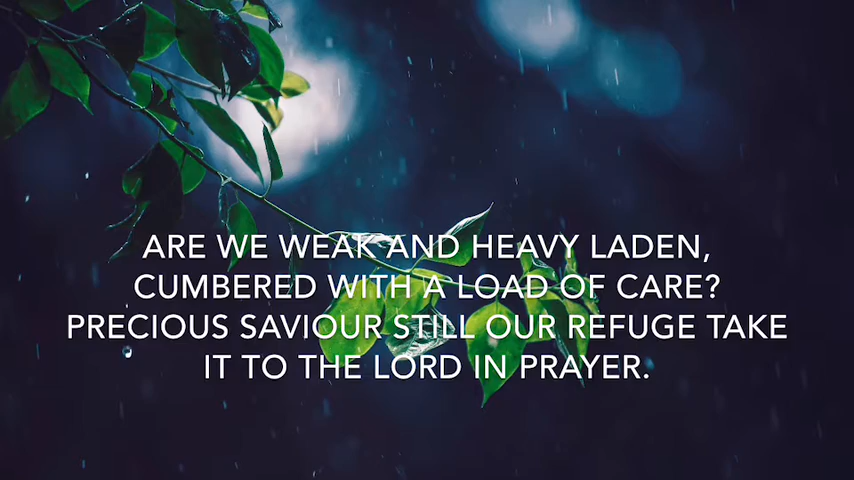 ARE WE WEAK AND HEAVY LADEN,
CUMBERED WITH A LOAD OF CARE?
PRECIOUS SAVIOUR STILL OUR REFUGE TAKE
IT TO THE LORD IN PRAYER.